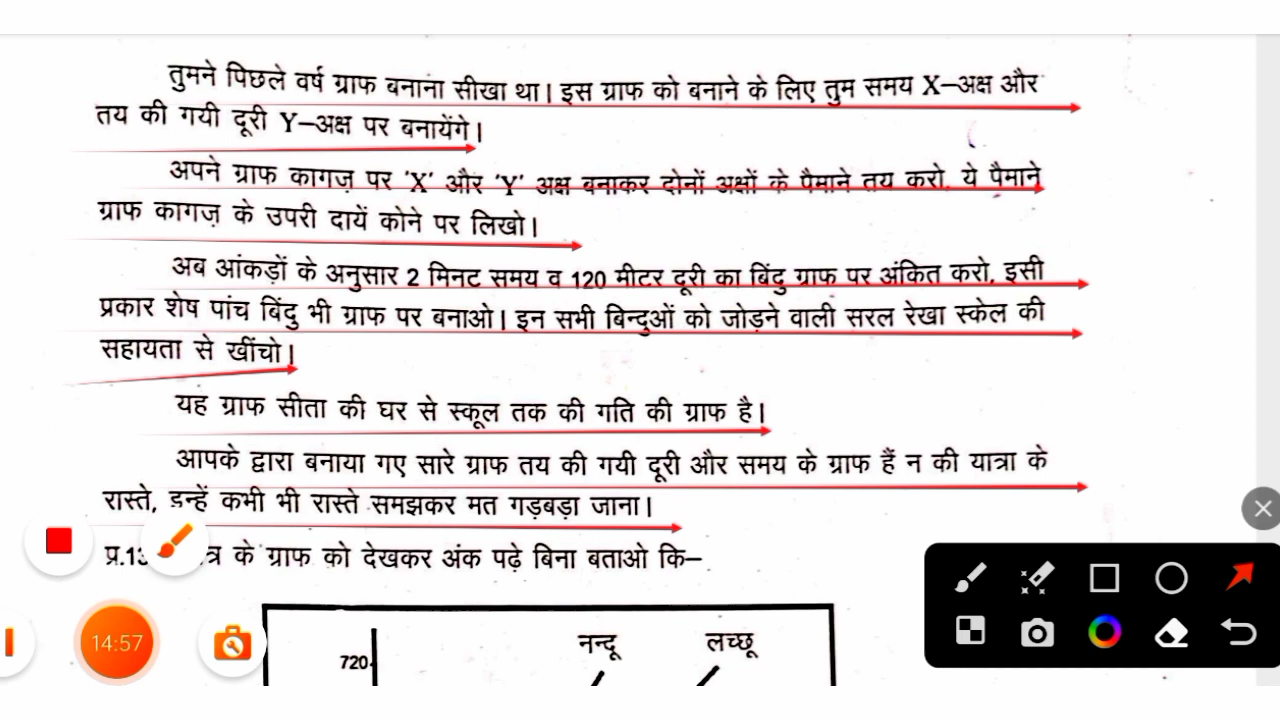 तुमने पिछले वर्ष ग्राफ बनाना सीखा था। इस ग्राफ को बनाने के लिए तुम समय X–अक्ष और
तय की गयी दूरी Y–अक्ष पर बनायेंगे।
अपने ग्राफ कागज़ पर 'X' और 'Y' अक्ष बनाकर दोनों अक्षों के पैमाने तय करो, ये पैमाने
ग्राफ कागज़ के उपरी दायें कोने पर लिखो।
अब आंकड़ों के अनुसार 2 मिनट समय व 120 मीटर दूरी का बिंदु ग्राफ पर अंकित करो, इसी
प्रकार शेष पांच बिंदु भी ग्राफ पर बनाओ। इन सभी बिन्दुओं को जोड़ने वाली सरल रेखा स्केल की
सहायता से खींचो।
यह ग्राफ सीता की घर से स्कूल तक की गति की ग्राफ है।
आपके द्वारा बनाया गए सारे ग्राफ तय की गयी दूरी और समय के ग्राफ हैं न की यात्रा के
रास्ते, इन्हें कभी भी रास्ते समझकर मत गड़बड़ा जाना।
प्र.13 के ग्राफ को देखकर अंक पढ़े बिना बताओ कि–
नन्दू लच्छू
720
14:57